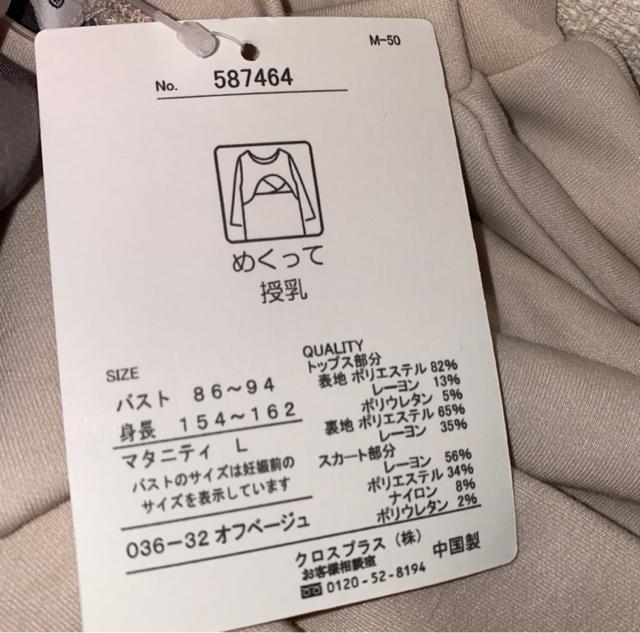 M-50
No. 587464
めくって
授乳
SIZE
バスト 86～94
身長 154～162
マタニティ L
バストのサイズは妊娠前の
サイズを表示しています
036-32 オフベージュ
QUALITY
トップス部分
表地 ポリエステル 82%
レーヨン 13%
ポリウレタン 5%
裏地 ポリエステル 65%
レーヨン 35%
スカート部分
レーヨン 56%
ポリエステル 34%
ナイロン 8%
ポリウレタン 2%
クロスプラス（株） 中国製
お客様相談室
0120-52-8194